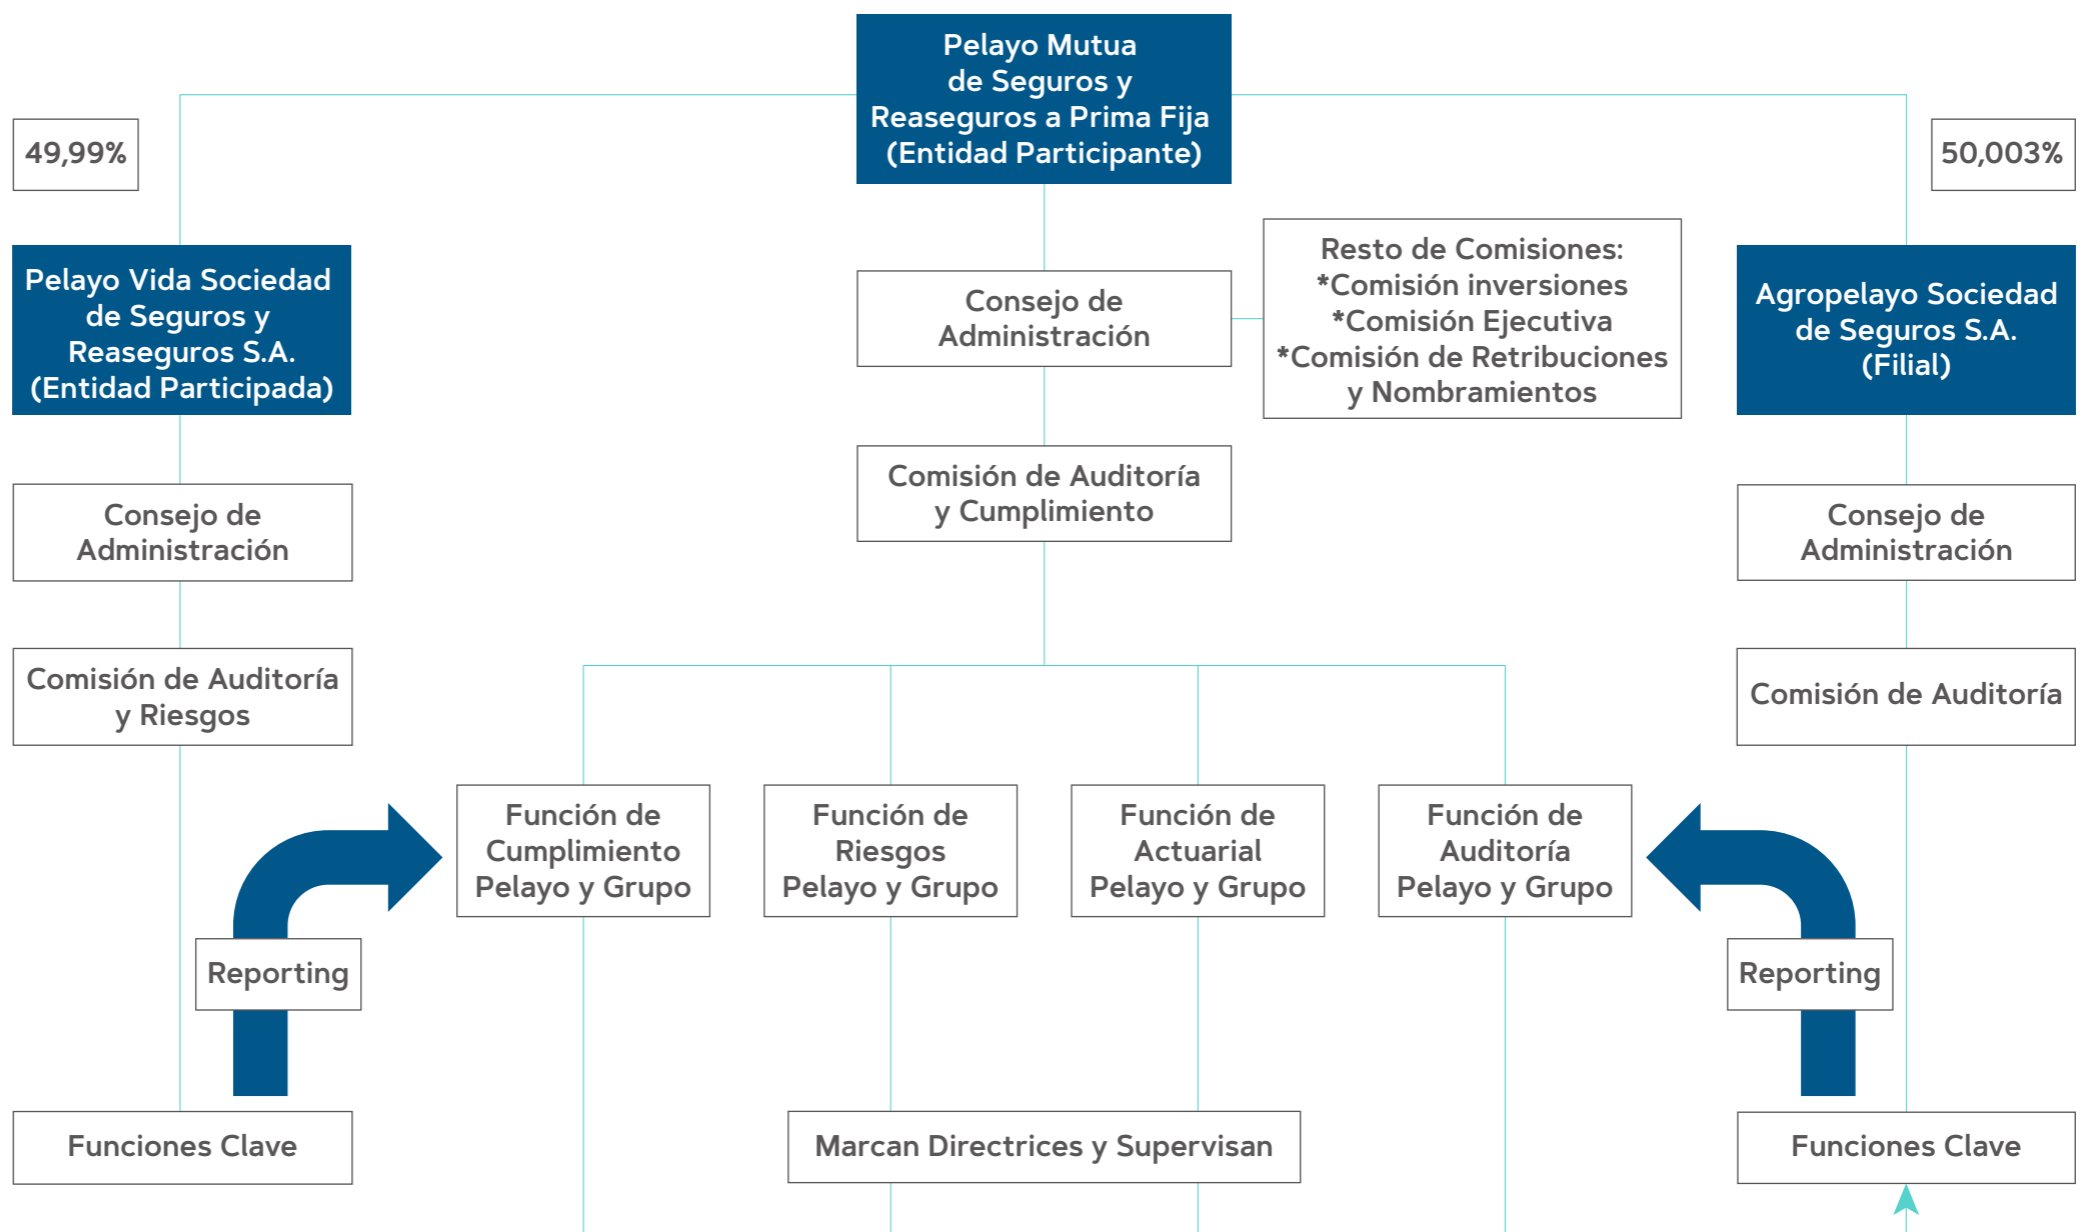 Pelayo Mutua
de Seguros y
Reaseguros a Prima Fija
(Entidad Participante)
49,99%
50,003%
Pelayo Vida Sociedad
de Seguros y
Reaseguros S.A.
(Entidad Participada)
Consejo de
Administración
Resto de Comisiones:
*Comisión inversiones
*Comisión Ejecutiva
*Comisión de Retribuciones
y Nombramientos
Agropelayo Sociedad
de Seguros S.A.
(Filial)
Comisión de Auditoría
y Cumplimiento
Consejo de
Administración
Consejo de
Administración
Comisión de Auditoría
y Riesgos
Comisión de Auditoría
Función de
Cumplimiento
Pelayo y Grupo
Función de
Riesgos
Pelayo y Grupo
Función de
Actuarial
Pelayo y Grupo
Función de
Auditoría
Pelayo y Grupo
Reporting
Reporting
Funciones Clave
Marcan Directrices y Supervisan
Funciones Clave